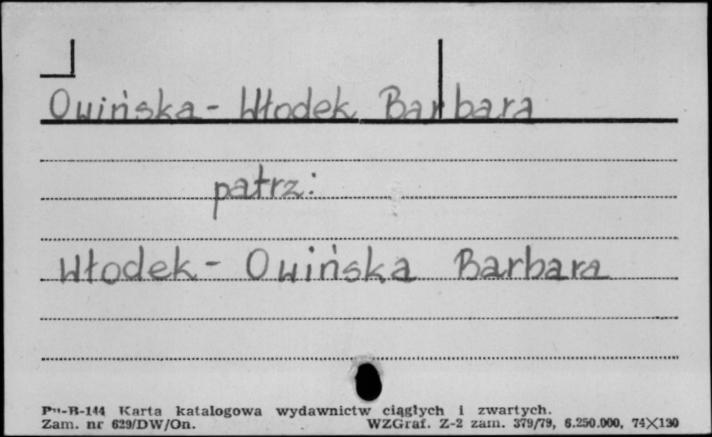 Owińska - Włodek Barbara
patrz:
Włodek - Owińska Barbara
Pu-B-144 Karta katalogowa wydawnictw ciągłych i zwartych.
Zam. nr 629/DW/On. WZGraf. Z-2 zam. 379/79, 6.250.000, 74X130